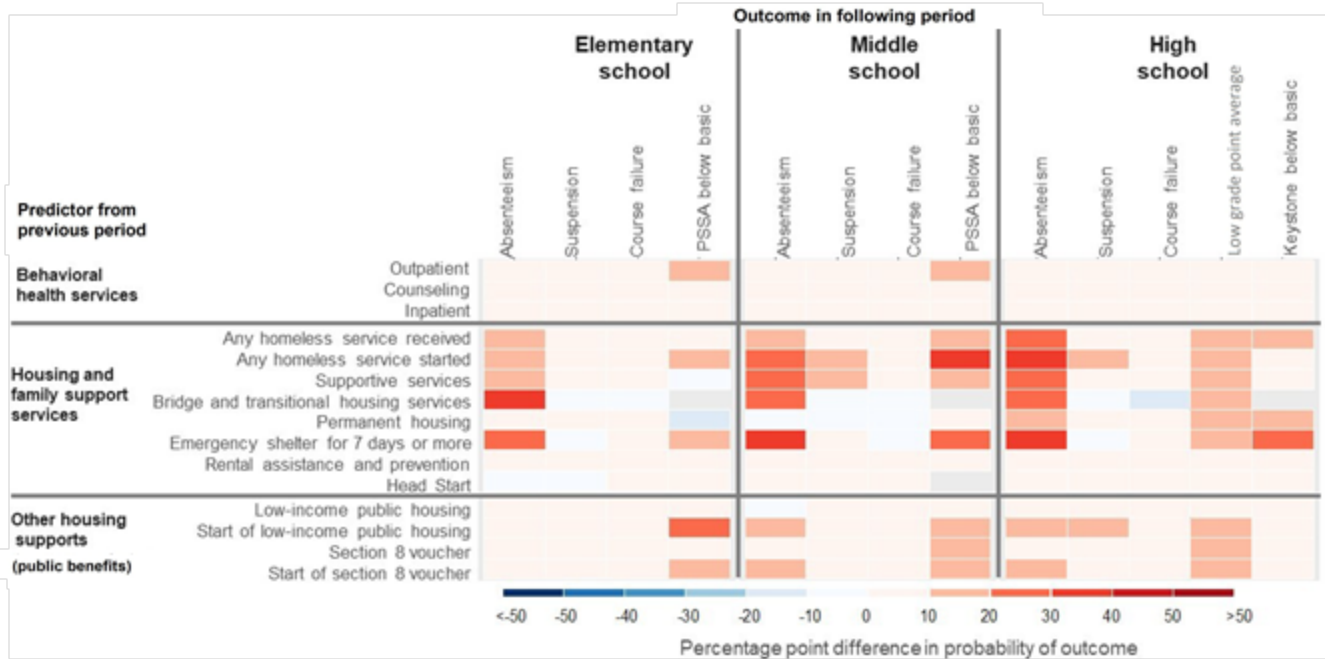 Outcome in following period
Elementary
school
Middle
school
High
school
Absenteeism
Suspension
Course failure
PSSA below basic
Absenteeism
Suspension
Course failure
PSSA below basic
Absenteeism
Suspension
Course failure
Low grade point average
Keystone below basic
Predictor from
previous period
Behavioral
health services
Outpatient
Counseling
Inpatient
Housing and
family support
services
Any homeless service received
Any homeless service started
Supportive services
Bridge and transitional housing services
Permanent housing
Emergency shelter for 7 days or more
Rental assistance and prevention
Head Start
Other housing
supports
(public benefits)
Low-income public housing
Start of low-income public housing
Section 8 voucher
Start of section 8 voucher
<-50 -50 -40 -30 -20 -10 0 10 20 30 40 50 >50
Percentage point difference in probability of outcome